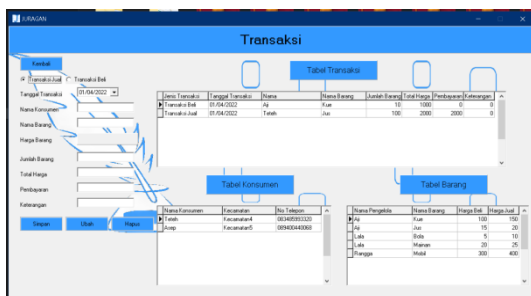 JURAGAN
Transaksi
Kembali
Transaksi Jual Transaksi Beli
Tanggal Transaksi 01/04/2022
Nama Konsumen
Nama Barang
Harga Barang
Jumlah Barang
Total Harga
Pembayaran
Keterangan
Simpan Ubah Hapus
Tabel Transaksi
Jenis Transaksi Tanggal Transaksi Nama Nama Barang Jumlah Barang Total Harga Pembayaran Keterangan
Transaksi Beli 01/04/2022 Aji Kue 10 1000 0 0
Transaksi Jual 01/04/2022 Teteh Jus 100 2000 2000 0
Tabel Konsumen
Nama Konsumen Kecamatan No Telepon
Teteh Kecamatan4 083485993320
Asep Kecamatan5 089400440068
Tabel Barang
Nama Pengelola Nama Barang Harga Beli Harga Jual
Aji Kue 100 150
Aji Jus 15 20
Lala Bola 5 10
Lala Mainan 20 25
Rangga Mobil 300 400